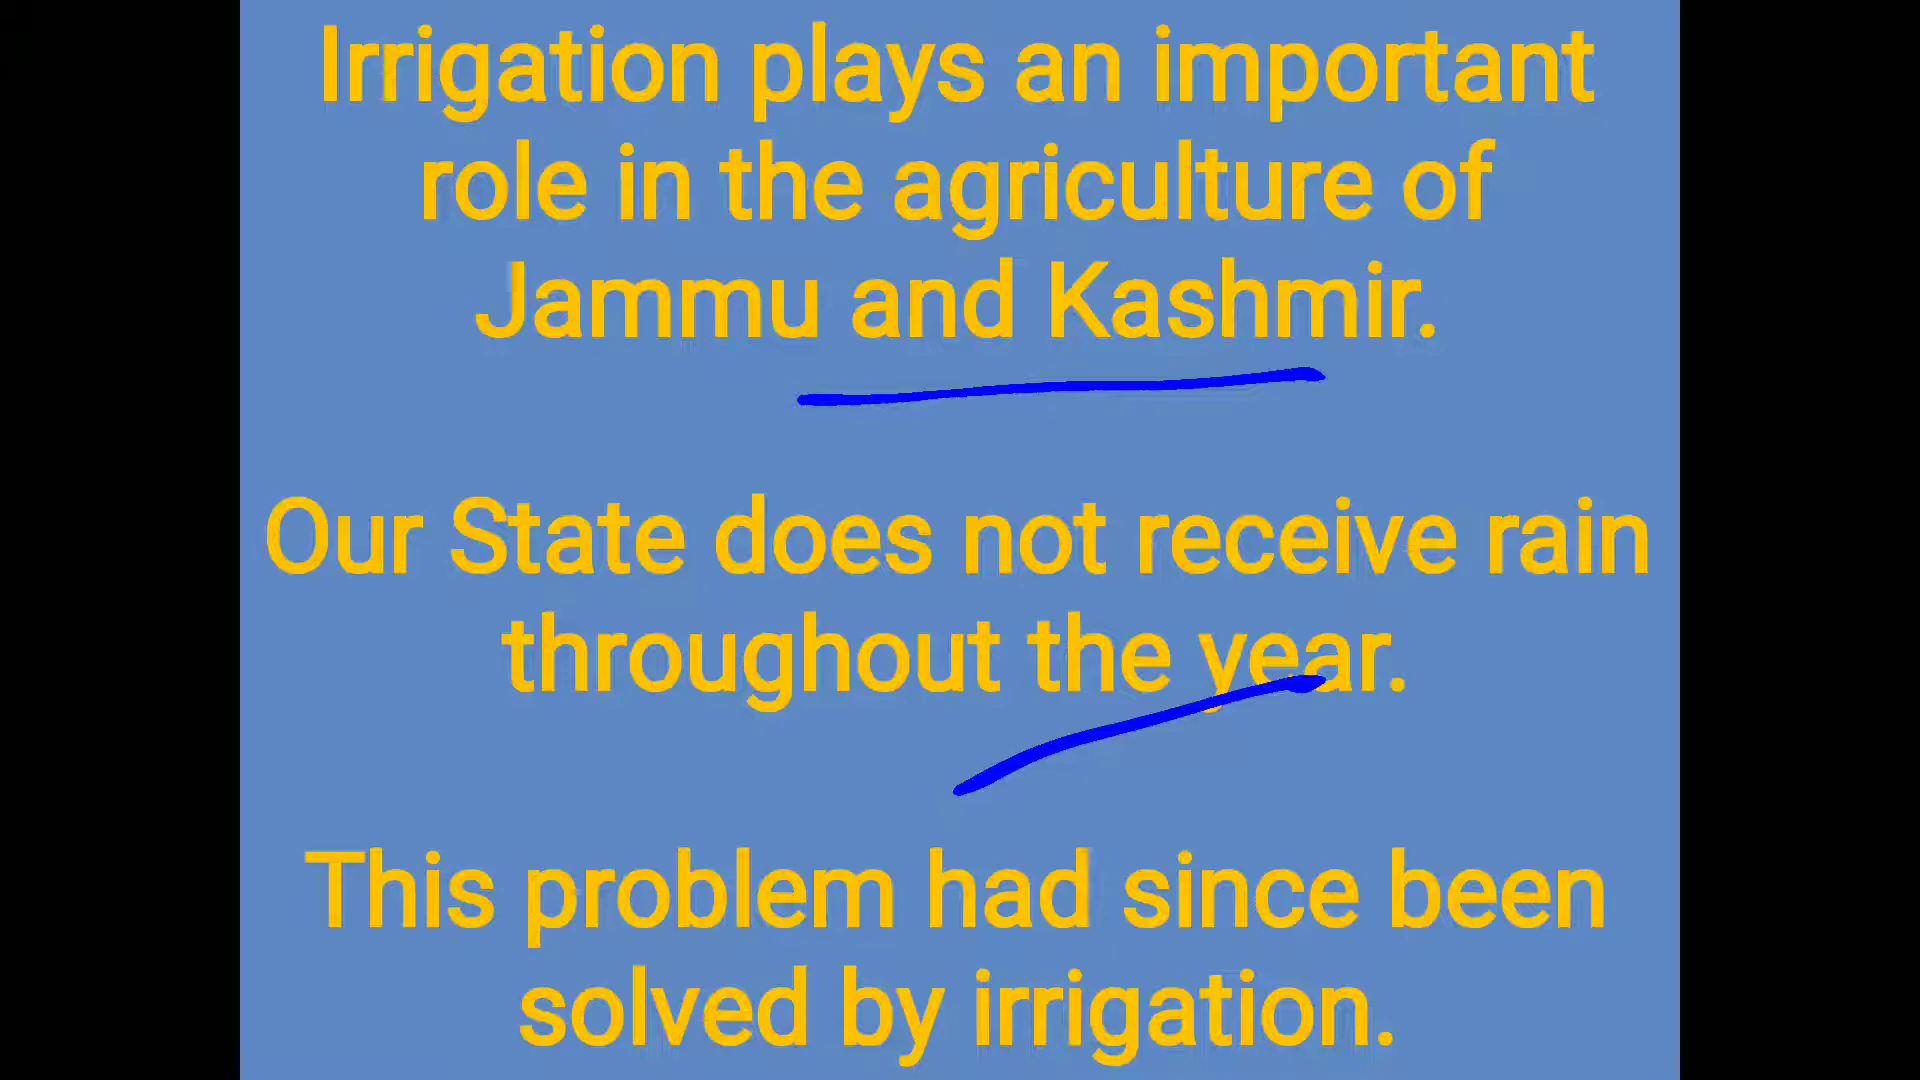 Irrigation plays an important
role in the agriculture of
Jammu and Kashmir.
Our State does not receive rain
throughout the year.
This problem had since been
solved by irrigation.